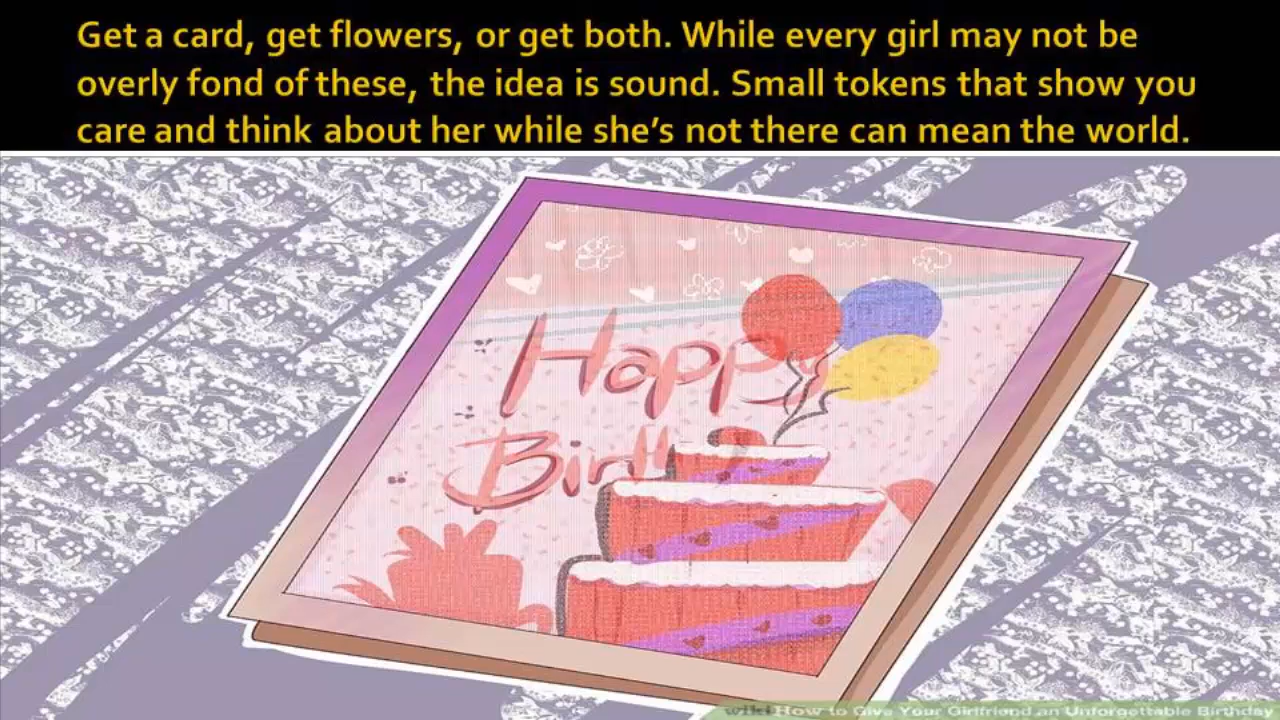 Get a card, get flowers, or get both. While every girl may not be
overly fond of these, the idea is sound. Small tokens that show you
care and think about her while she's not there can mean the world.
Happy
Birth
wikiHow to Give Your Girlfriend an Unforgettable Birthday